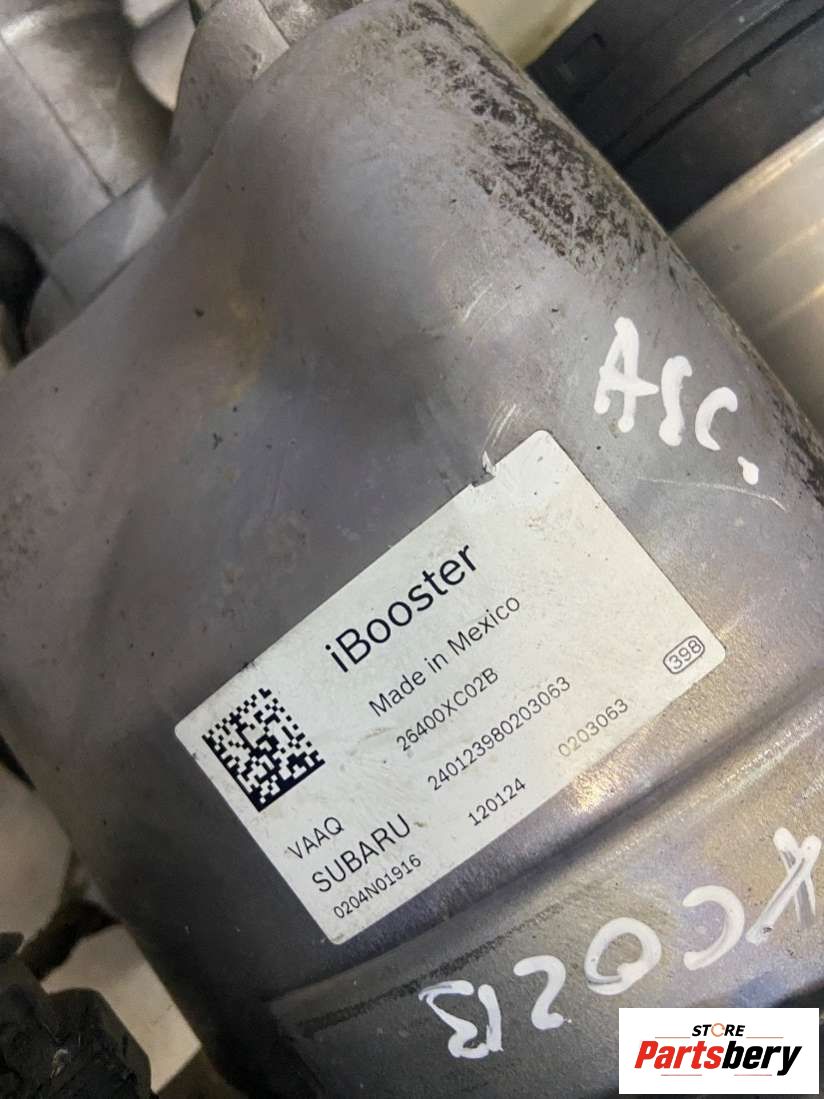 ASC.
iBooster
Made in Mexico
26400XC02B
398
VAAQ 240123980203063
SUBARU 120124 0203063
0204N01916
XC02B
STORE
Partsbery